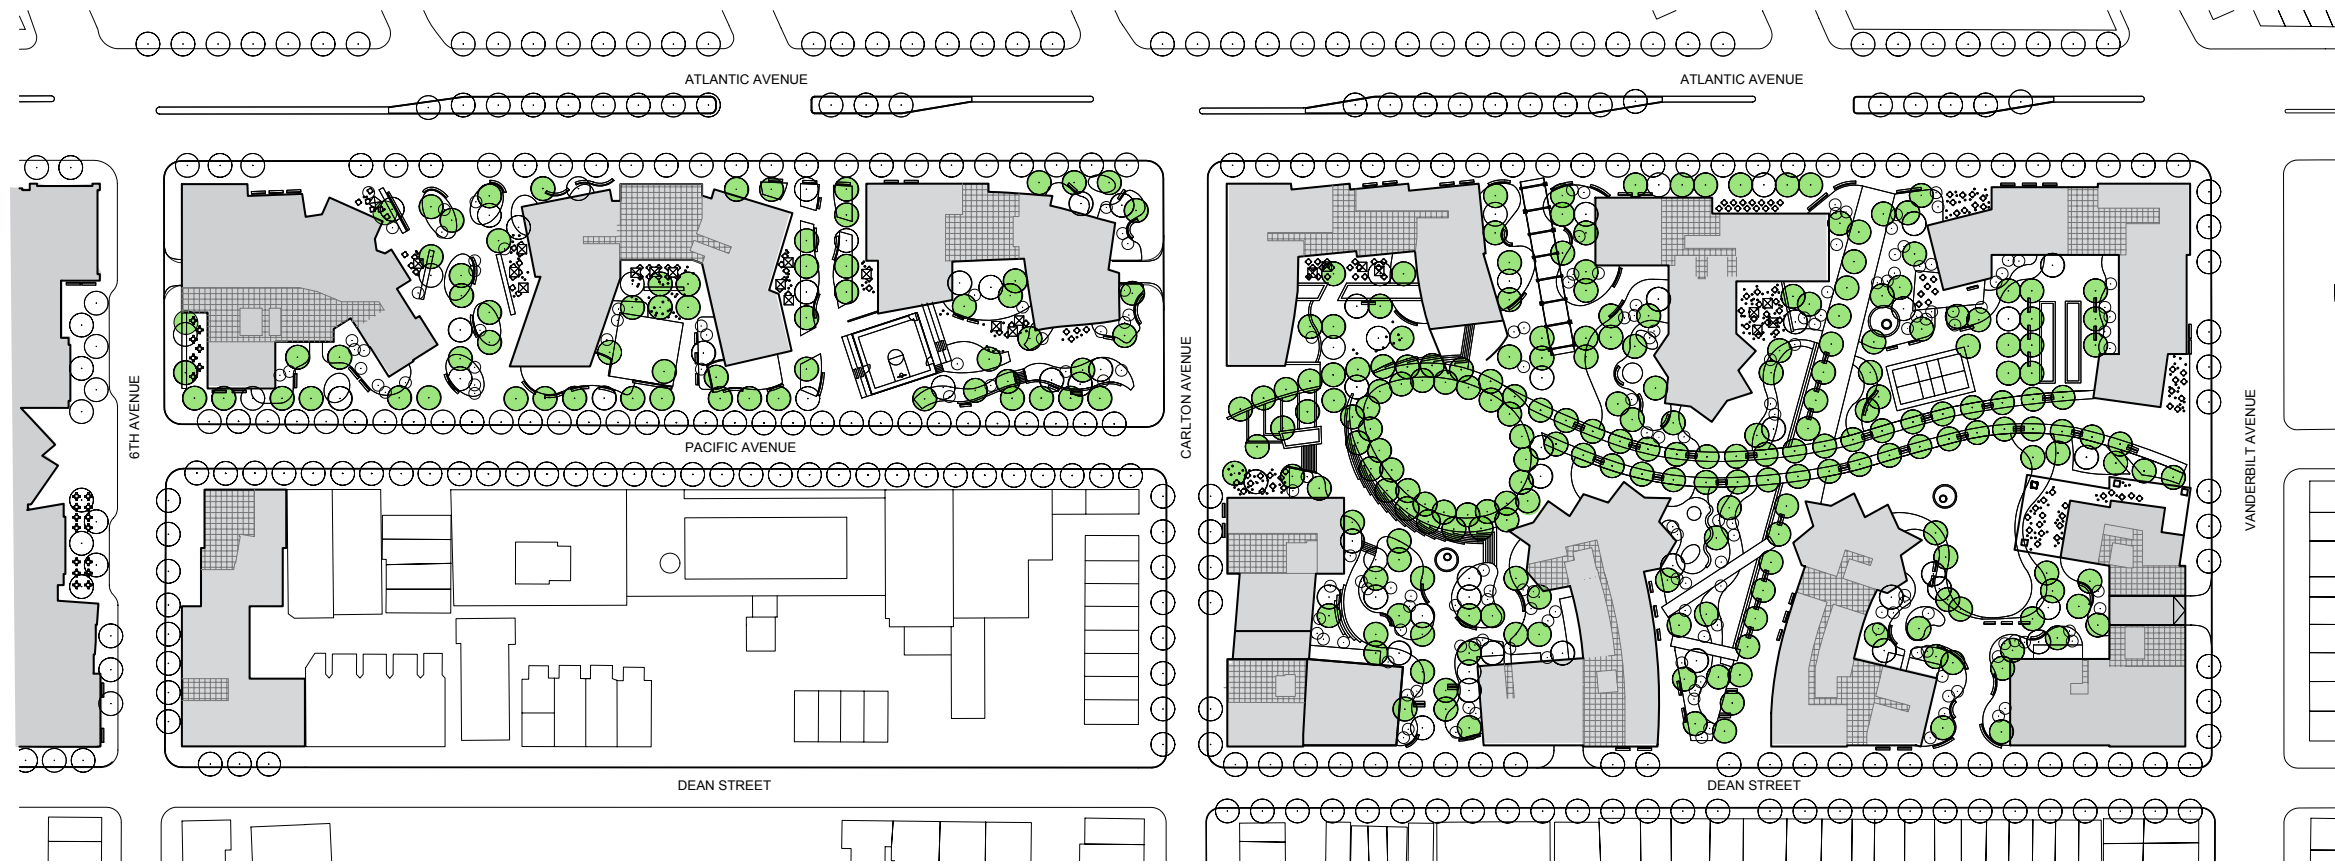 ATLANTIC AVENUE
ATLANTIC AVENUE
6TH AVENUE
PACIFIC AVENUE
CARLTON AVENUE
VANDERBILT AVENUE
DEAN STREET
DEAN STREET